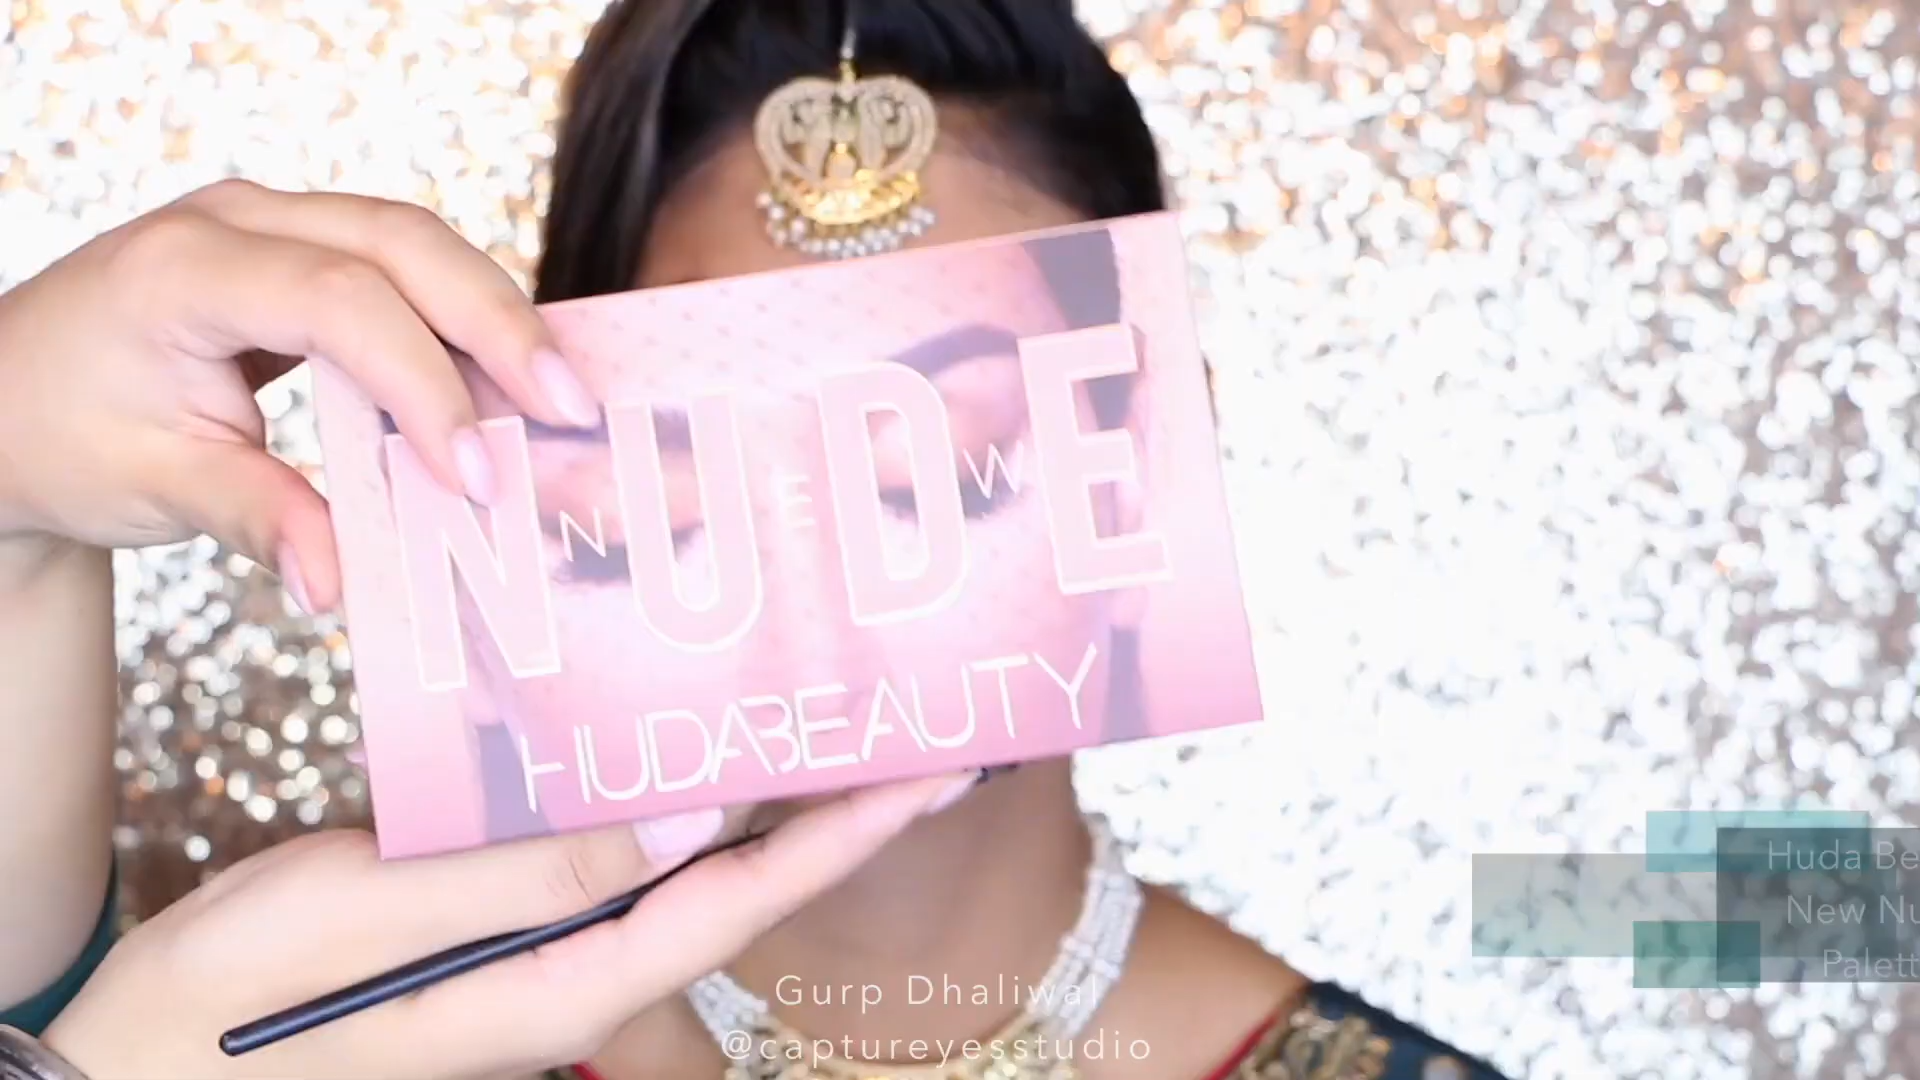 NUDE
NEW
HUDABEAUTY
Huda Be
New Nu
Palett
Gurp Dhaliwal
@captureyesstudio